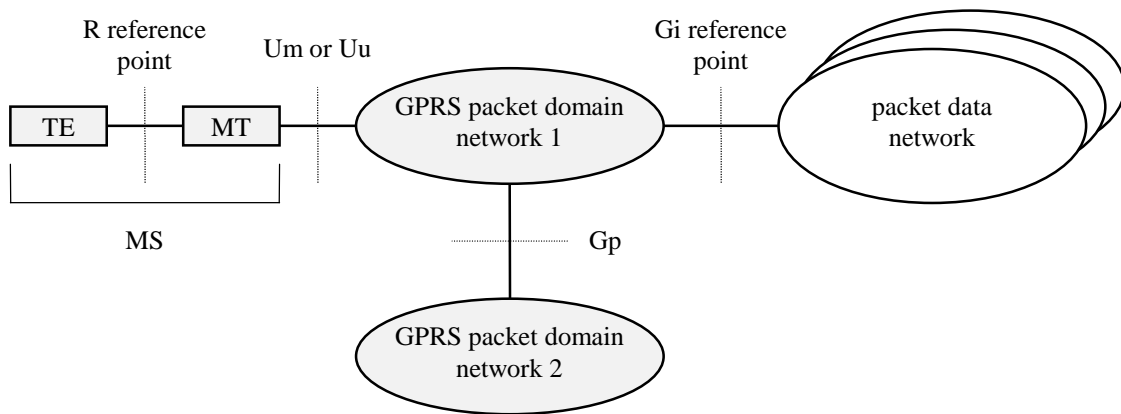 R reference
point
Um or Uu
Gi reference
point
TE
MT
GPRS packet domain
network 1
packet data
network
MS
Gp
GPRS packet domain
network 2